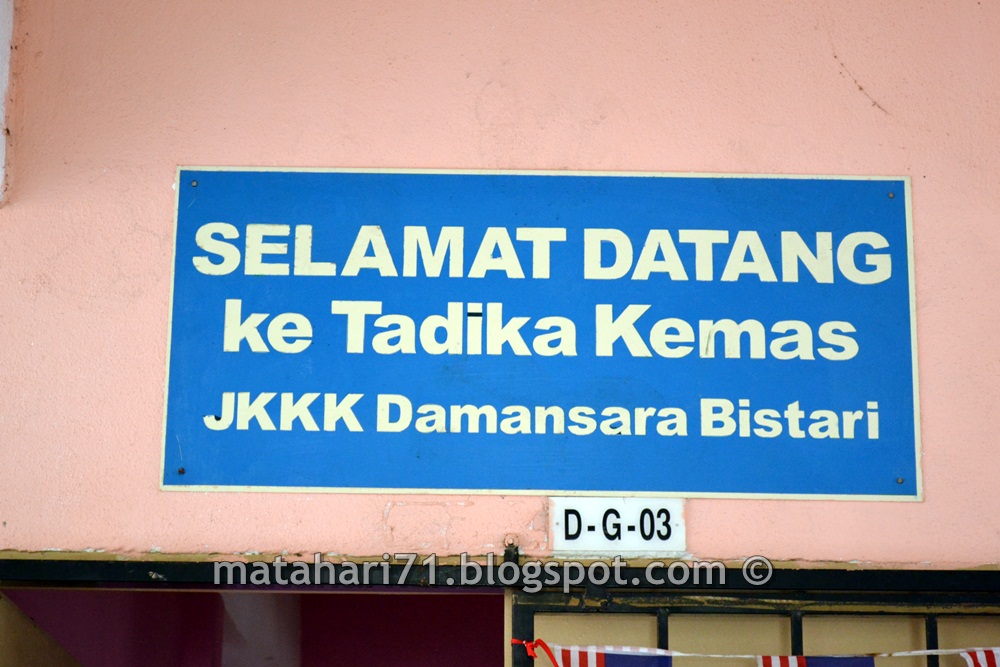 SELAMAT DATANG
ke Tadika Kemas
JKKK Damansara Bistari
D-G-03
matahari71.blogspot.com ©